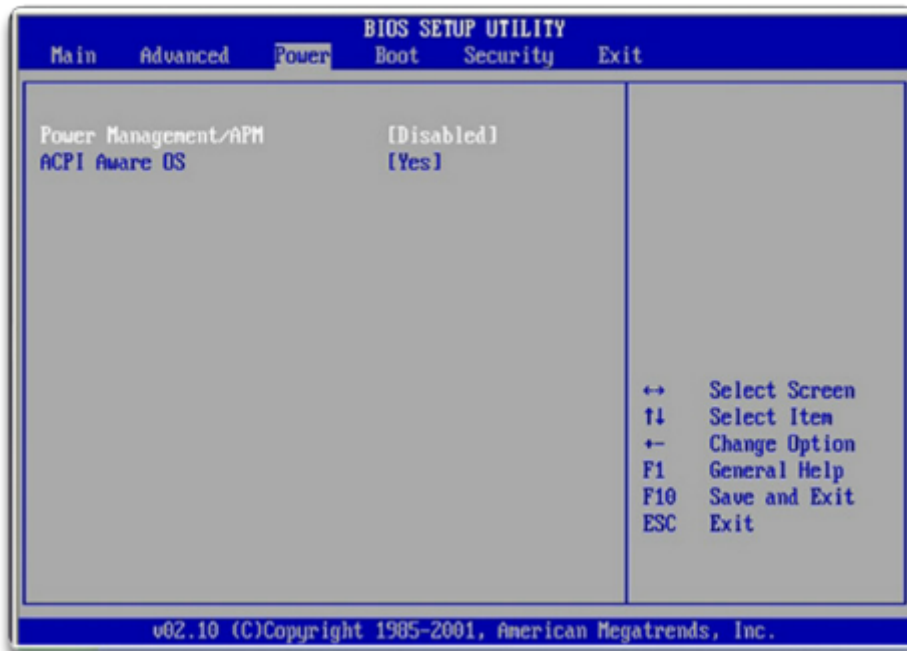 BIOS SETUP UTILITY
Main Advanced Power Boot Security Exit
Power Management/APM [Disabled]
ACPI Aware OS [Yes]
↔ Select Screen
↑↓ Select Item
+- Change Option
F1 General Help
F10 Save and Exit
ESC Exit
v02.10 (C)Copyright 1985-2001, American Megatrends, Inc.